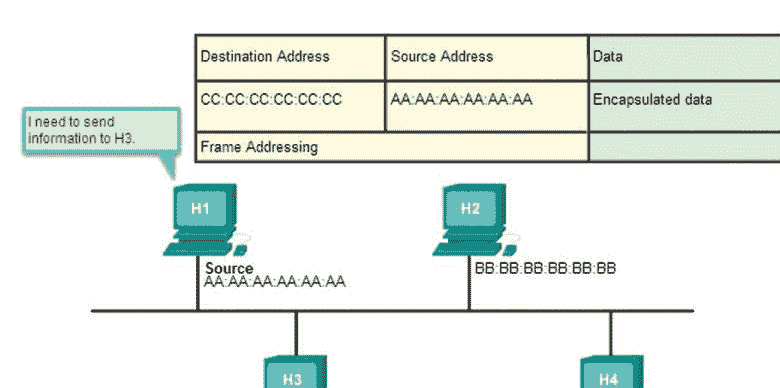 Destination Address Source Address Data
CC:CC:CC:CC:CC:CC AA:AA:AA:AA:AA:AA Encapsulated data
Frame Addressing
I need to send
information to H3.
H1 H2
Source
AA:AA:AA:AA:AA:AA
BB:BB:BB:BB:BB:BB
H3 H4